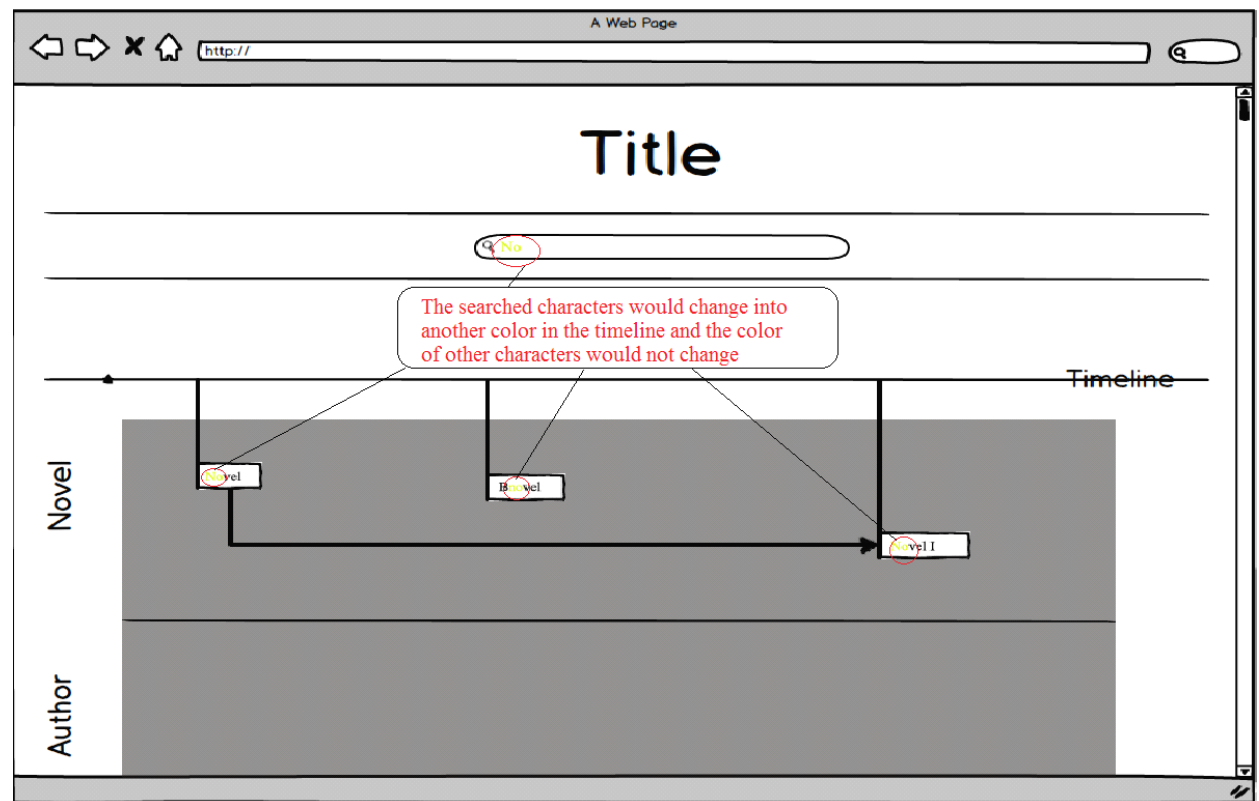 A Web Page
http://
Title
No
The searched characters would change into
another color in the timeline and the color
of other characters would not change
Timeline
Novel
Novel
Bnovel
Novel I
Author